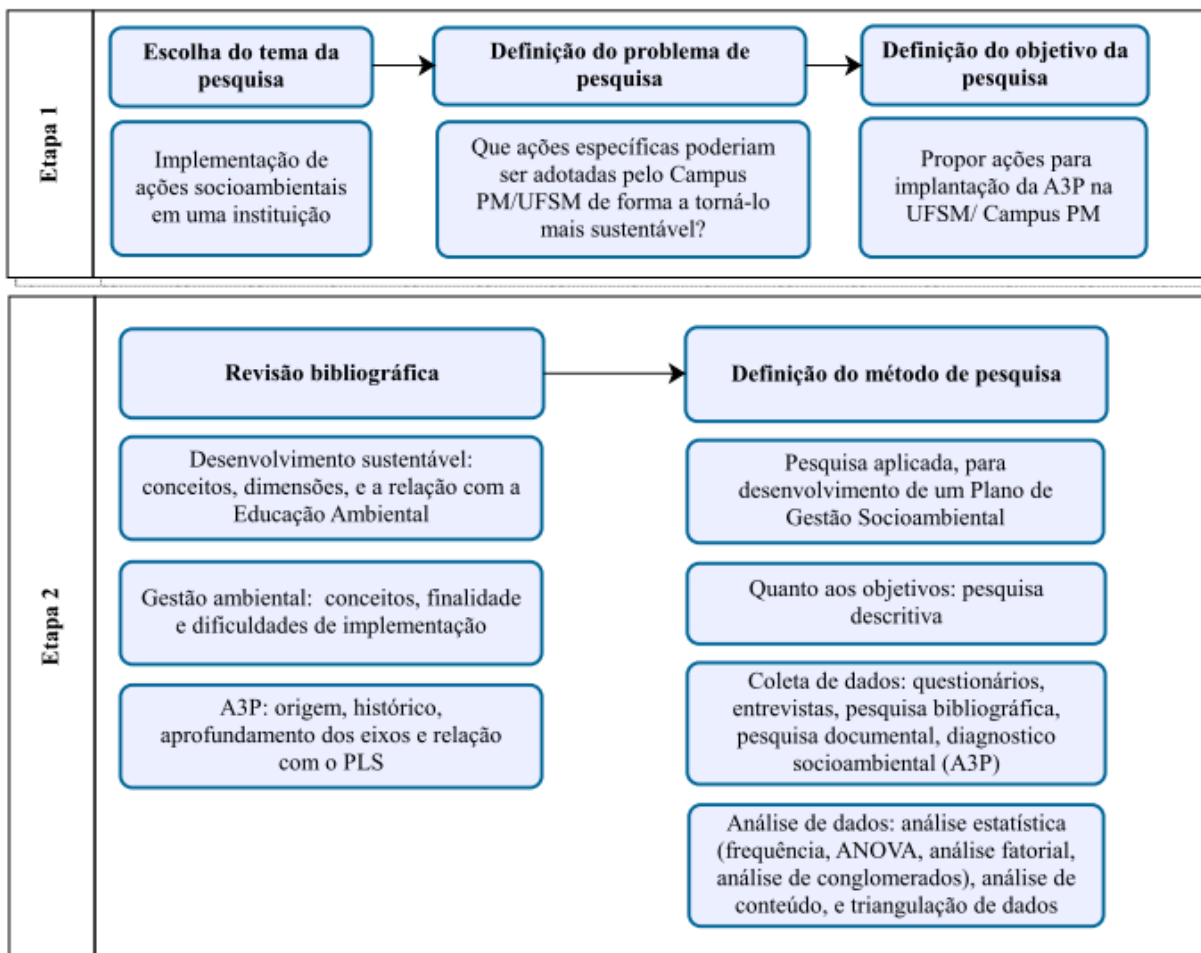 Etapa 1
Escolha do tema da
pesquisa
Definição do problema de
pesquisa
Definição do objetivo da
pesquisa
Implementação de
ações socioambientais
em uma instituição
Que ações específicas poderiam
ser adotadas pelo Campus
PM/UFSM de forma a torná-lo
mais sustentável?
Propor ações para
implantação da A3P na
UFSM/ Campus PM
Etapa 2
Revisão bibliográfica
Desenvolvimento sustentável:
conceitos, dimensões, e a relação com a
Educação Ambiental
Gestão ambiental:  conceitos, finalidade
e dificuldades de implementação
A3P: origem, histórico,
aprofundamento dos eixos e relação
com o PLS
Definição do método de pesquisa
Pesquisa aplicada, para
desenvolvimento de um Plano de
Gestão Socioambiental
Quanto aos objetivos: pesquisa
descritiva
Coleta de dados: questionários,
entrevistas, pesquisa bibliográfica,
pesquisa documental, diagnostico
socioambiental (A3P)
Análise de dados: análise estatística
(frequência, ANOVA, análise fatorial,
análise de conglomerados), análise de
conteúdo, e triangulação de dados